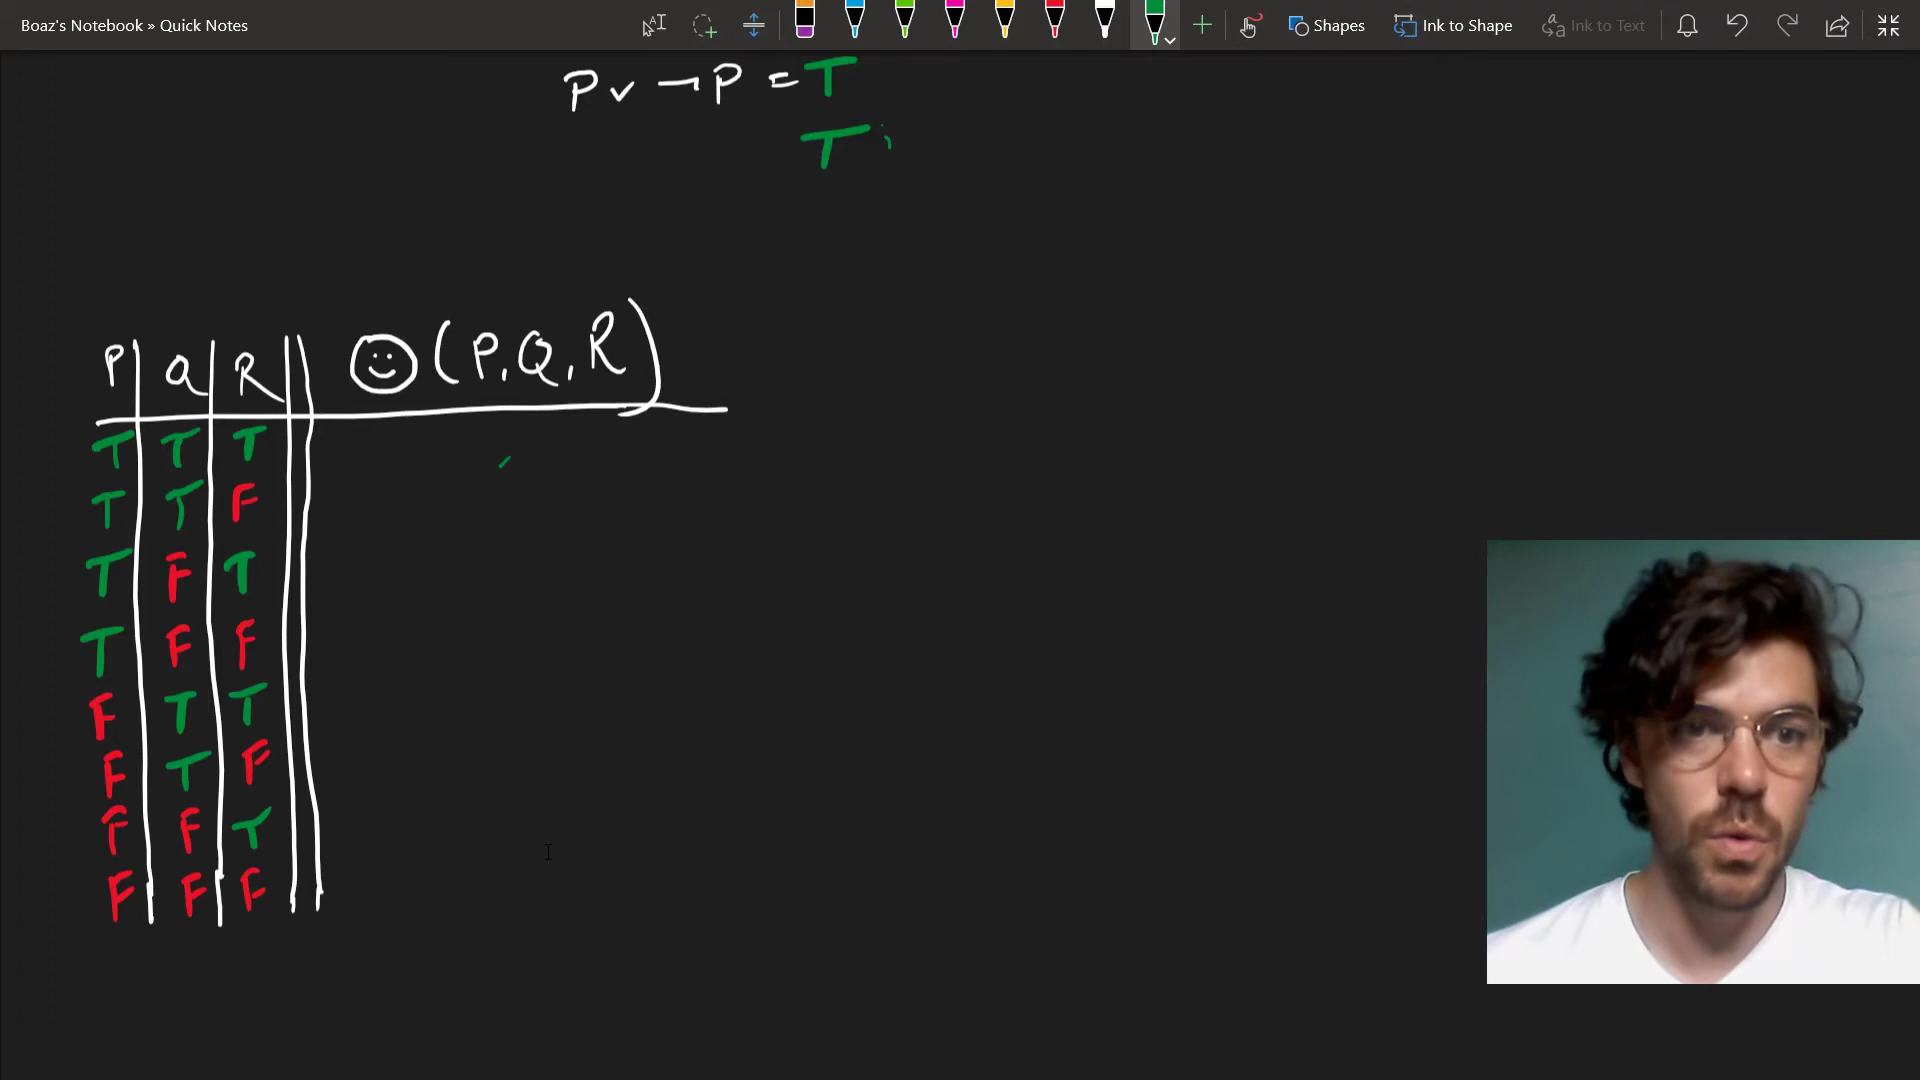 Boaz's Notebook » Quick Notes
Shapes
Ink to Shape
Ink to Text
P ∨ ¬P = T
T
P Q R ☺(P, Q, R)
T T T
T T F
T F T
T F F
F T T
F T F
F F T
F F F